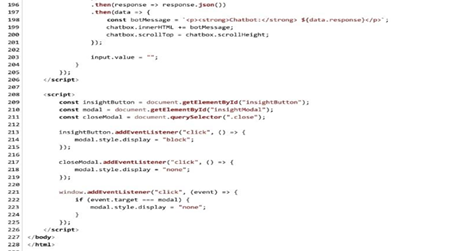 196 .then(response => response.json())
197 .then(data => {
198 const botMessage = `<p><strong>Chatbot:</strong> ${data.response}</p>`;
199 chatbox.innerHTML += botMessage;
200 chatbox.scrollTop = chatbox.scrollHeight;
201 });
202
203 input.value = "";
204 }
205 });
206 </script>
207
208 <script>
209 const insightButton = document.getElementById("insightButton");
210 const modal = document.getElementById("insightModal");
211 const closeModal = document.querySelector(".close");
212
213 insightButton.addEventListener("click", () => {
214 modal.style.display = "block";
215 });
216
217 closeModal.addEventListener("click", () => {
218 modal.style.display = "none";
219 });
220
221 window.addEventListener("click", (event) => {
222 if (event.target === modal) {
223 modal.style.display = "none";
224 }
225 });
226 </script>
227 </body>
228 </html>